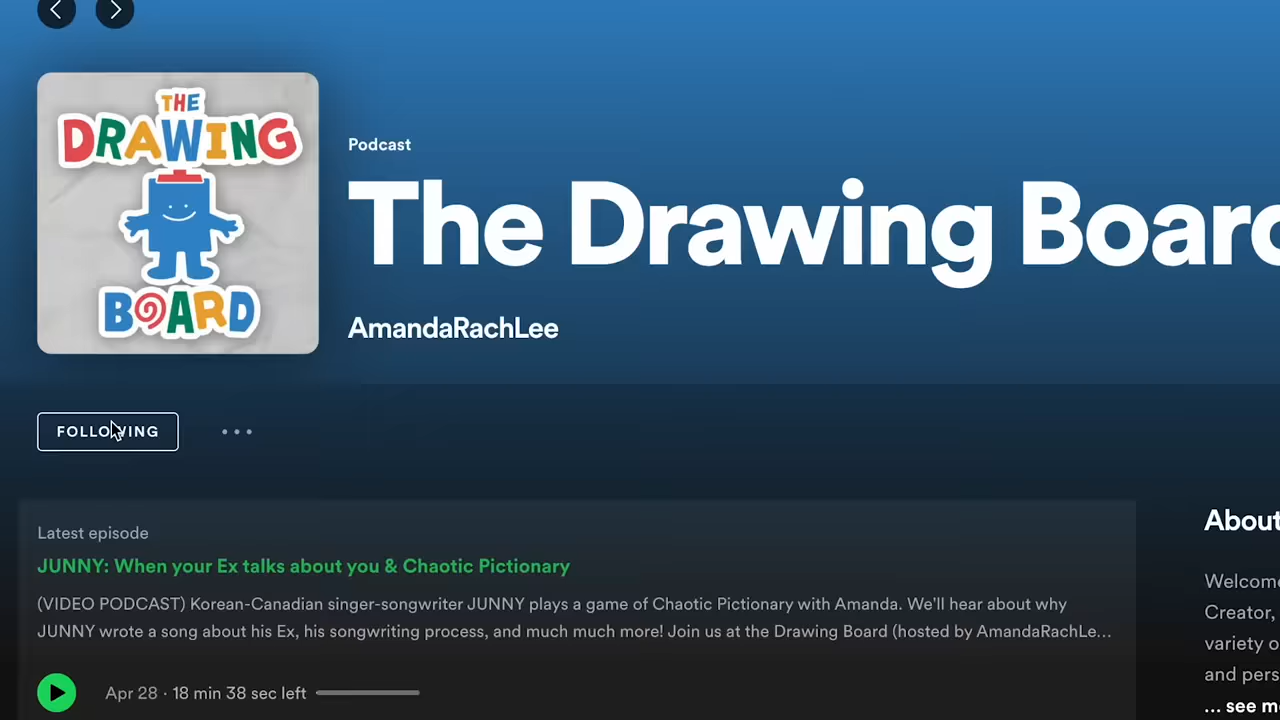 THE
DRAWING
BOARD
Podcast
The Drawing Board
AmandaRachLee
FOLLOWING
Latest episode
JUNNY: When your Ex talks about you & Chaotic Pictionary
(VIDEO PODCAST) Korean-Canadian singer-songwriter JUNNY plays a game of Chaotic Pictionary with Amanda. We'll hear about why
JUNNY wrote a song about his Ex, his songwriting process, and much much more! Join us at the Drawing Board (hosted by AmandaRachLe...
Apr 28 · 18 min 38 sec left
About
Welcome
Creator,
variety o
and pers
... see m